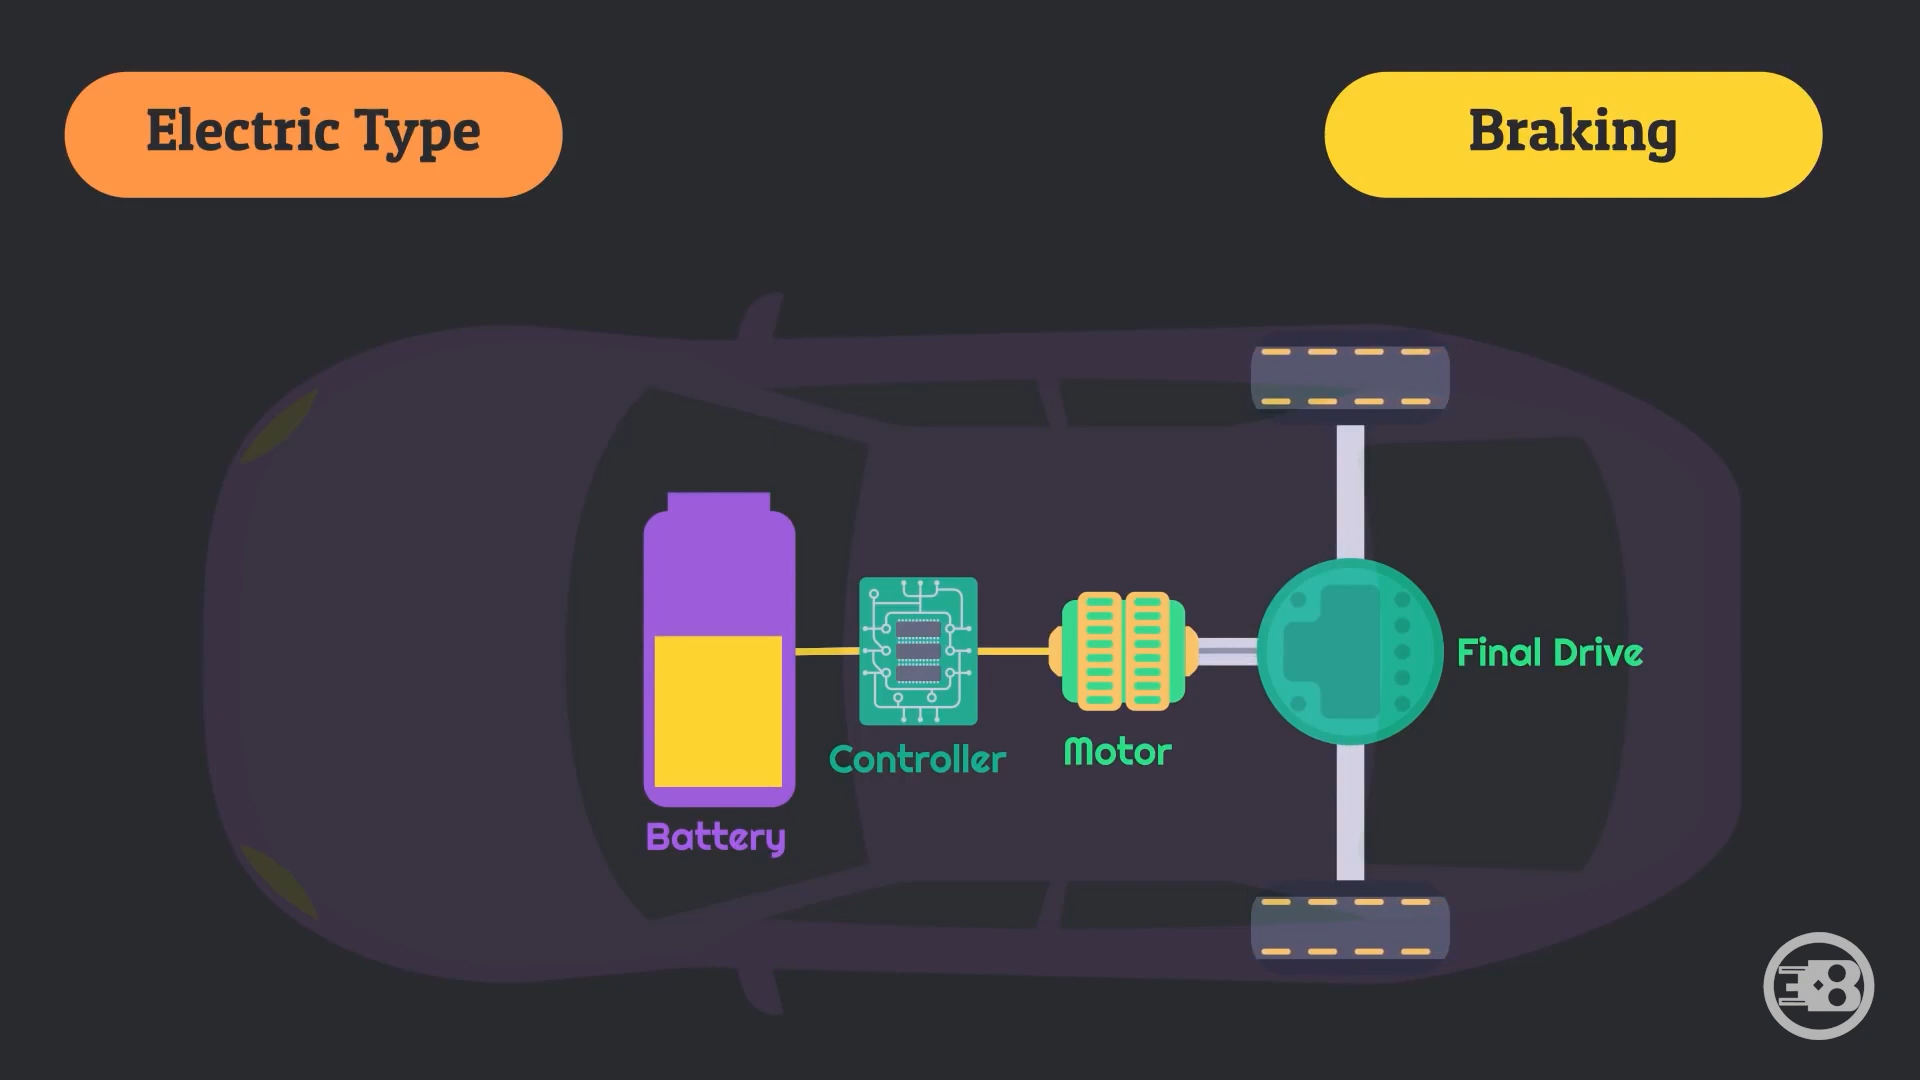 Electric Type
Braking
Final Drive
Controller
Motor
Battery